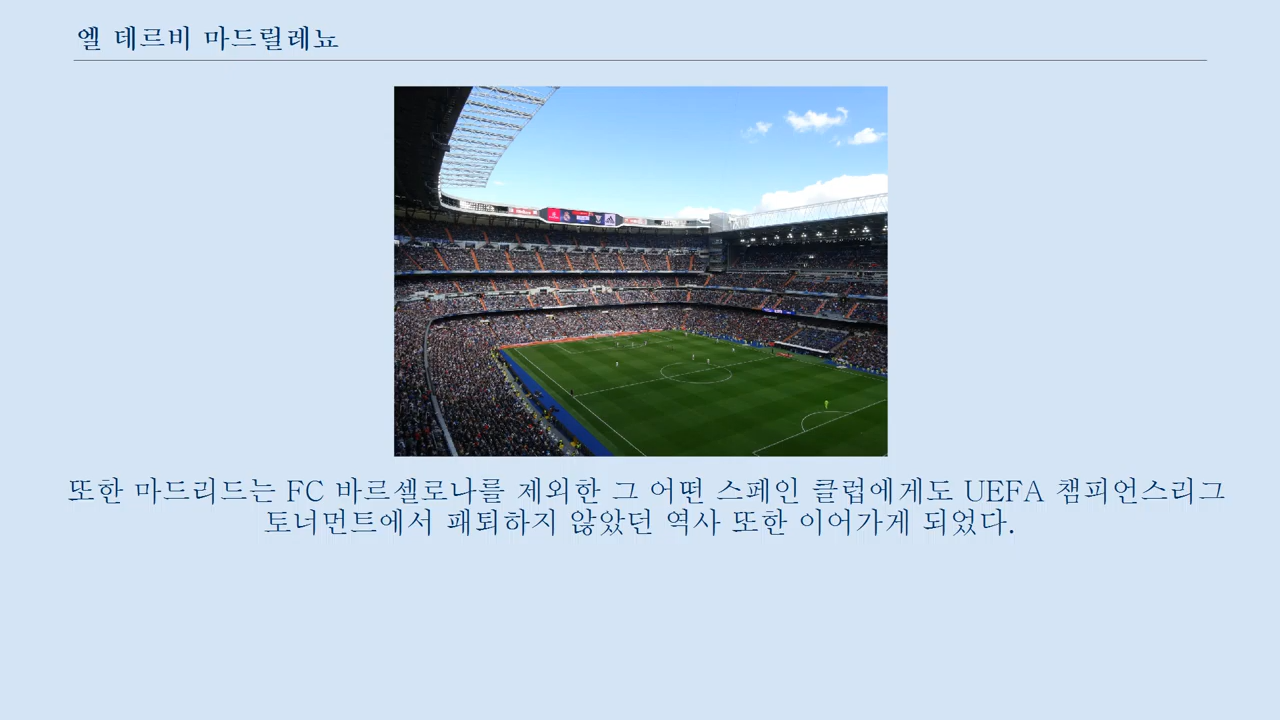 엘 데르비 마드릴레뇨
또한 마드리드는 FC 바르셀로나를 제외한 그 어떤 스페인 클럽에게도 UEFA 챔피언스리그
토너먼트에서 패퇴하지 않았던 역사 또한 이어가게 되었다.